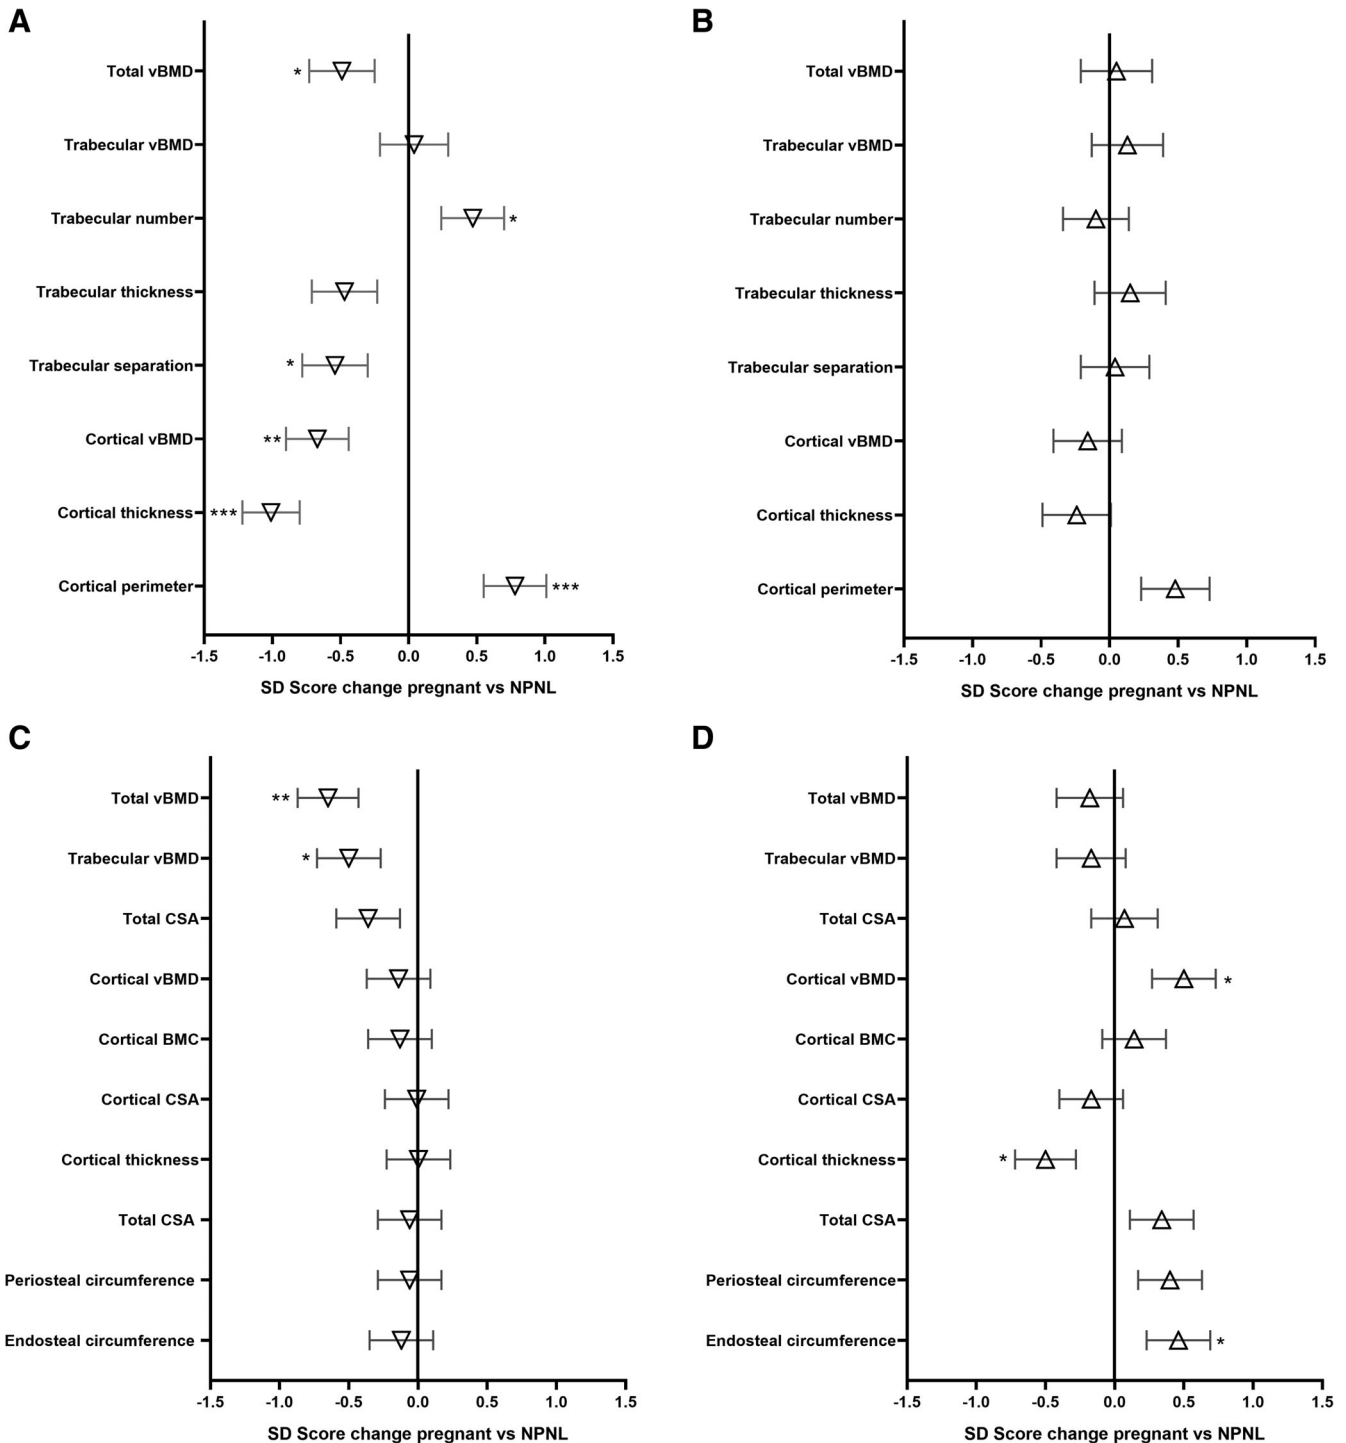 A
Total vBMD
*
Trabecular vBMD
Trabecular number
*
Trabecular thickness
Trabecular separation
*
Cortical vBMD
**
Cortical thickness
***
Cortical perimeter
***
-1.5 -1.0 -0.5 0.0 0.5 1.0 1.5
SD Score change pregnant vs NPNL
B
Total vBMD
Trabecular vBMD
Trabecular number
Trabecular thickness
Trabecular separation
Cortical vBMD
Cortical thickness
Cortical perimeter
-1.5 -1.0 -0.5 0.0 0.5 1.0 1.5
SD Score change pregnant vs NPNL
C
Total vBMD
**
Trabecular vBMD
*
Total CSA
Cortical vBMD
Cortical BMC
Cortical CSA
Cortical thickness
Total CSA
Periosteal circumference
Endosteal circumference
-1.5 -1.0 -0.5 0.0 0.5 1.0 1.5
SD Score change pregnant vs NPNL
D
Total vBMD
Trabecular vBMD
Total CSA
Cortical vBMD
*
Cortical BMC
Cortical CSA
Cortical thickness
*
Total CSA
Periosteal circumference
Endosteal circumference
*
-1.5 -1.0 -0.5 0.0 0.5 1.0 1.5
SD Score change pregnant vs NPNL